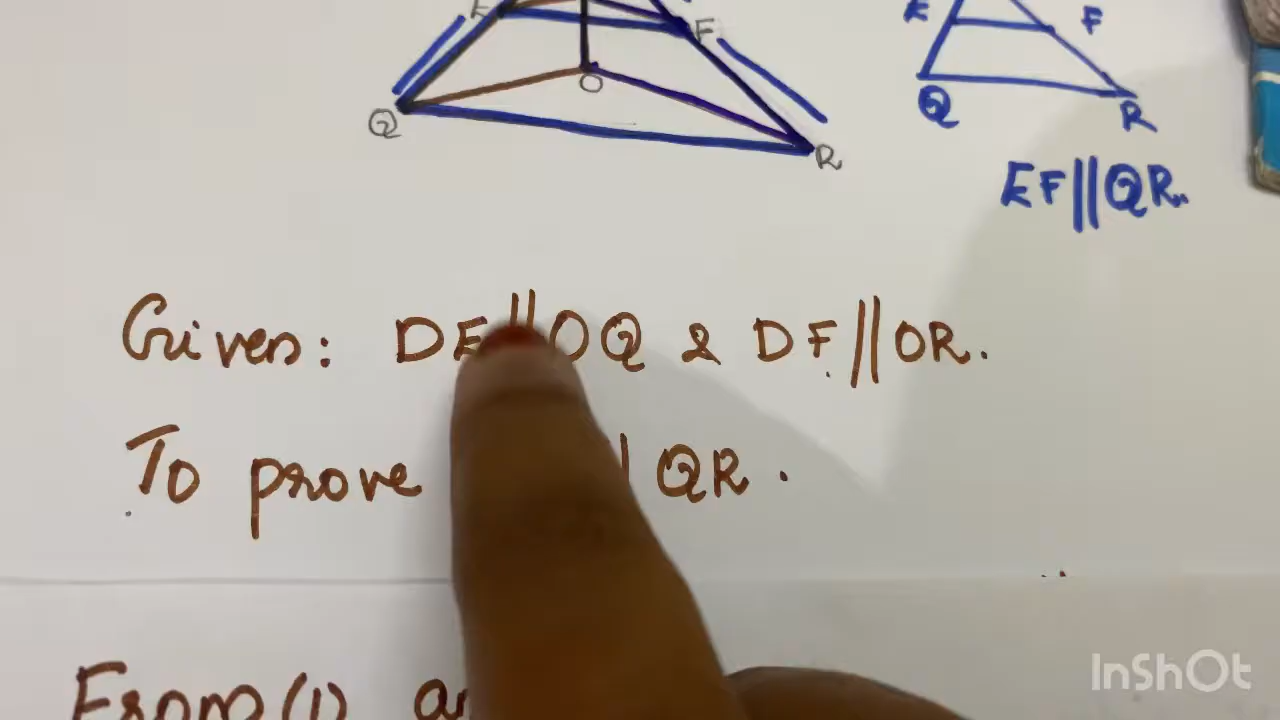 E F
O
E F
Q
R
Q R
EF||QR.
Given: DE||OQ & DF||OR.
To prove QR.
From (1)
InShOt